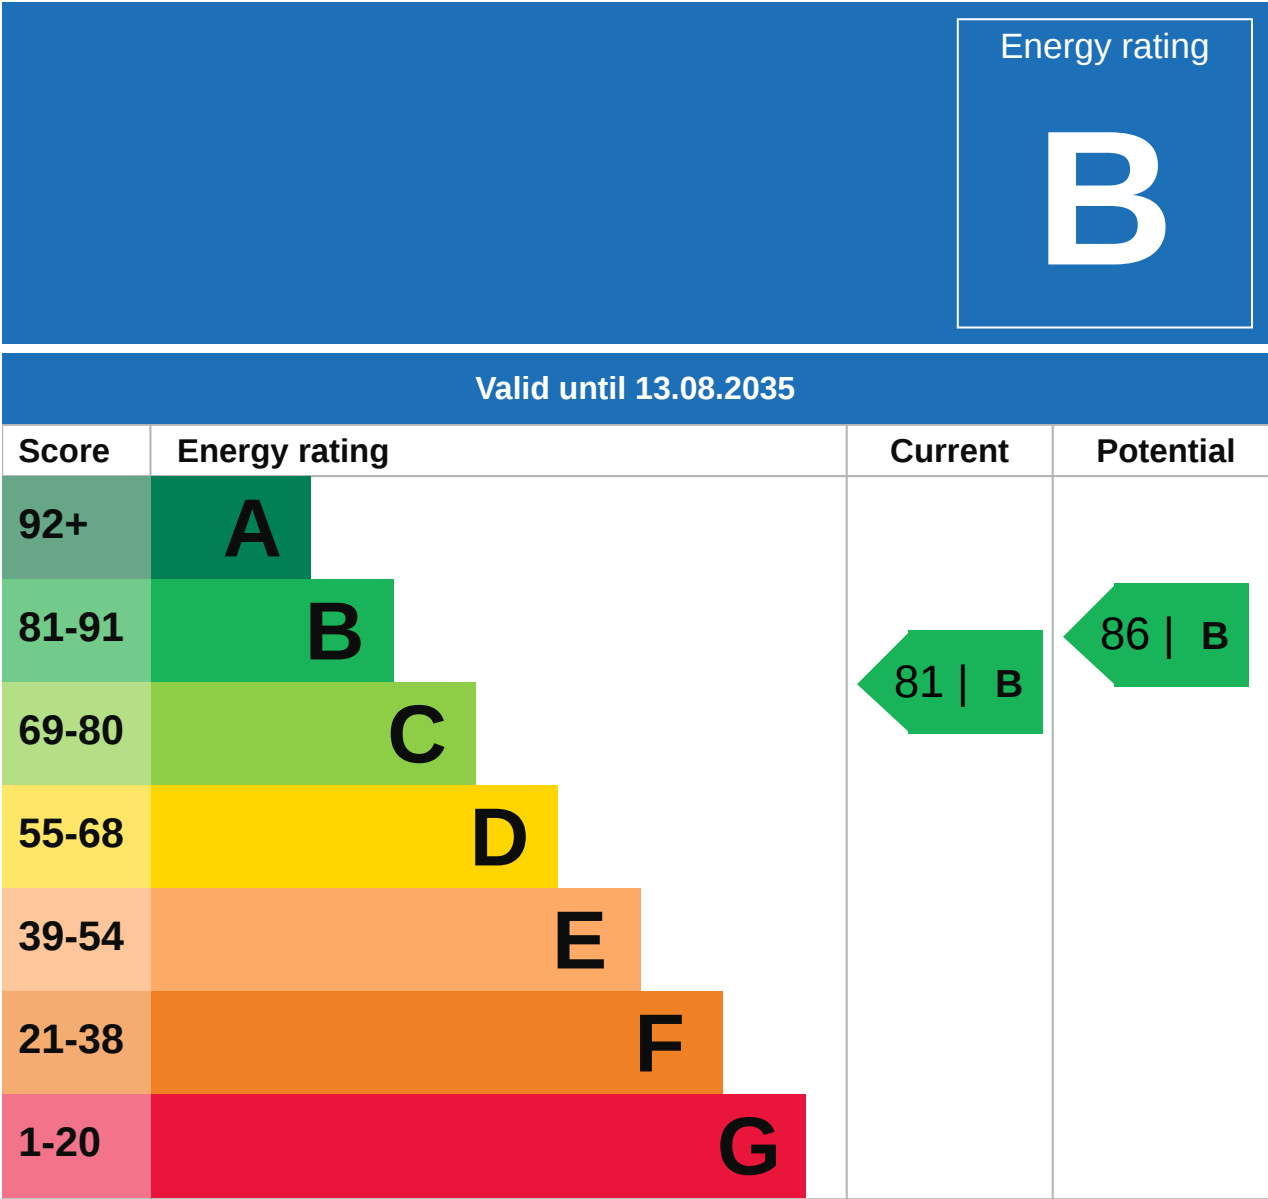 Energy rating
B
Valid until 13.08.2035
Score Energy rating Current Potential
92+ A
81-91 B
81 | B
86 | B
69-80 C
55-68 D
39-54 E
21-38 F
1-20 G